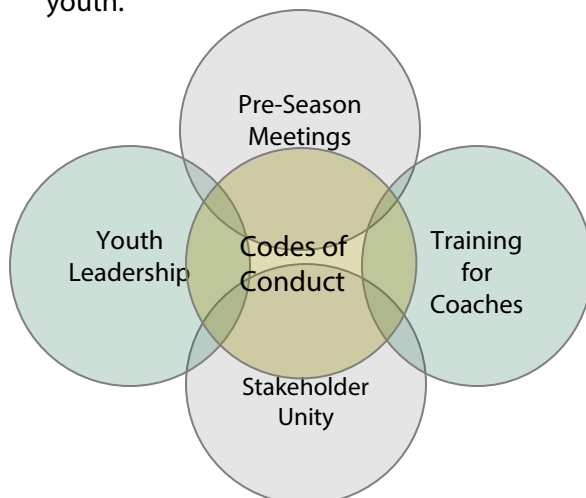 youth.
Pre-Season
Meetings
Youth
Leadership
Codes of
Conduct
Training
for
Coaches
Stakeholder
Unity